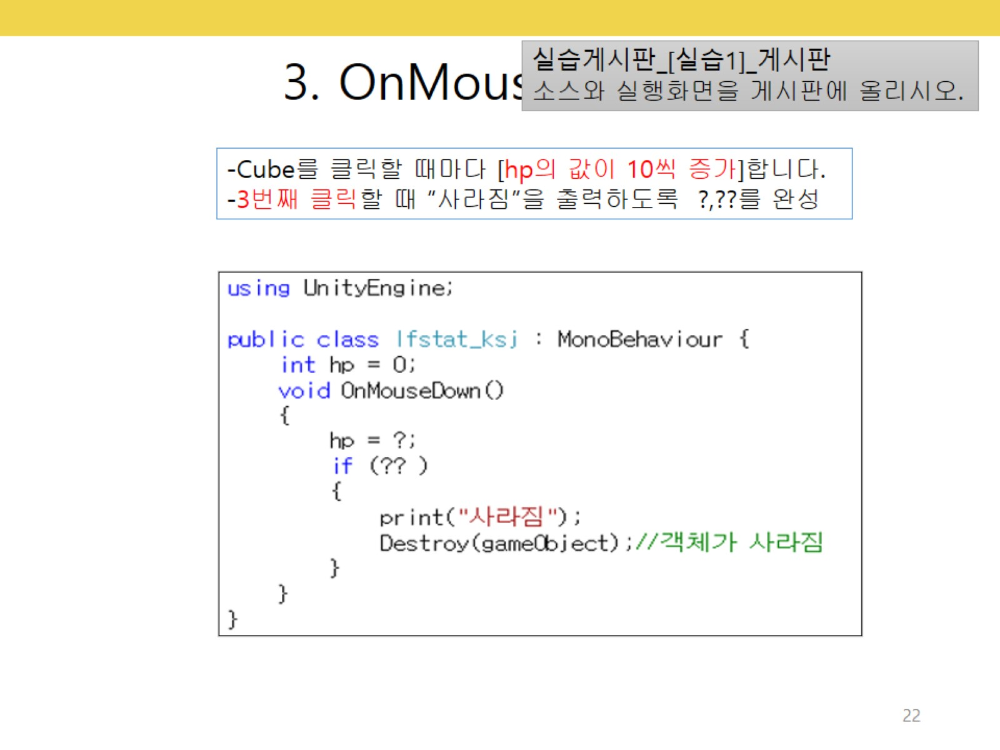 3. OnMous
실습게시판_[실습1]_게시판
소스와 실행화면을 게시판에 올리시오.
-Cube를 클릭할 때마다 [hp의 값이 10씩 증가]합니다.
-3번째 클릭할 때 “사라짐”을 출력하도록 ?,??를 완성
using UnityEngine;
public class Ifstat_ksj : MonoBehaviour {
int hp = 0;
void OnMouseDown()
{
hp = ?;
if (?? )
{
print("사라짐");
Destroy(gameObject);//객체가 사라짐
}
}
}
22